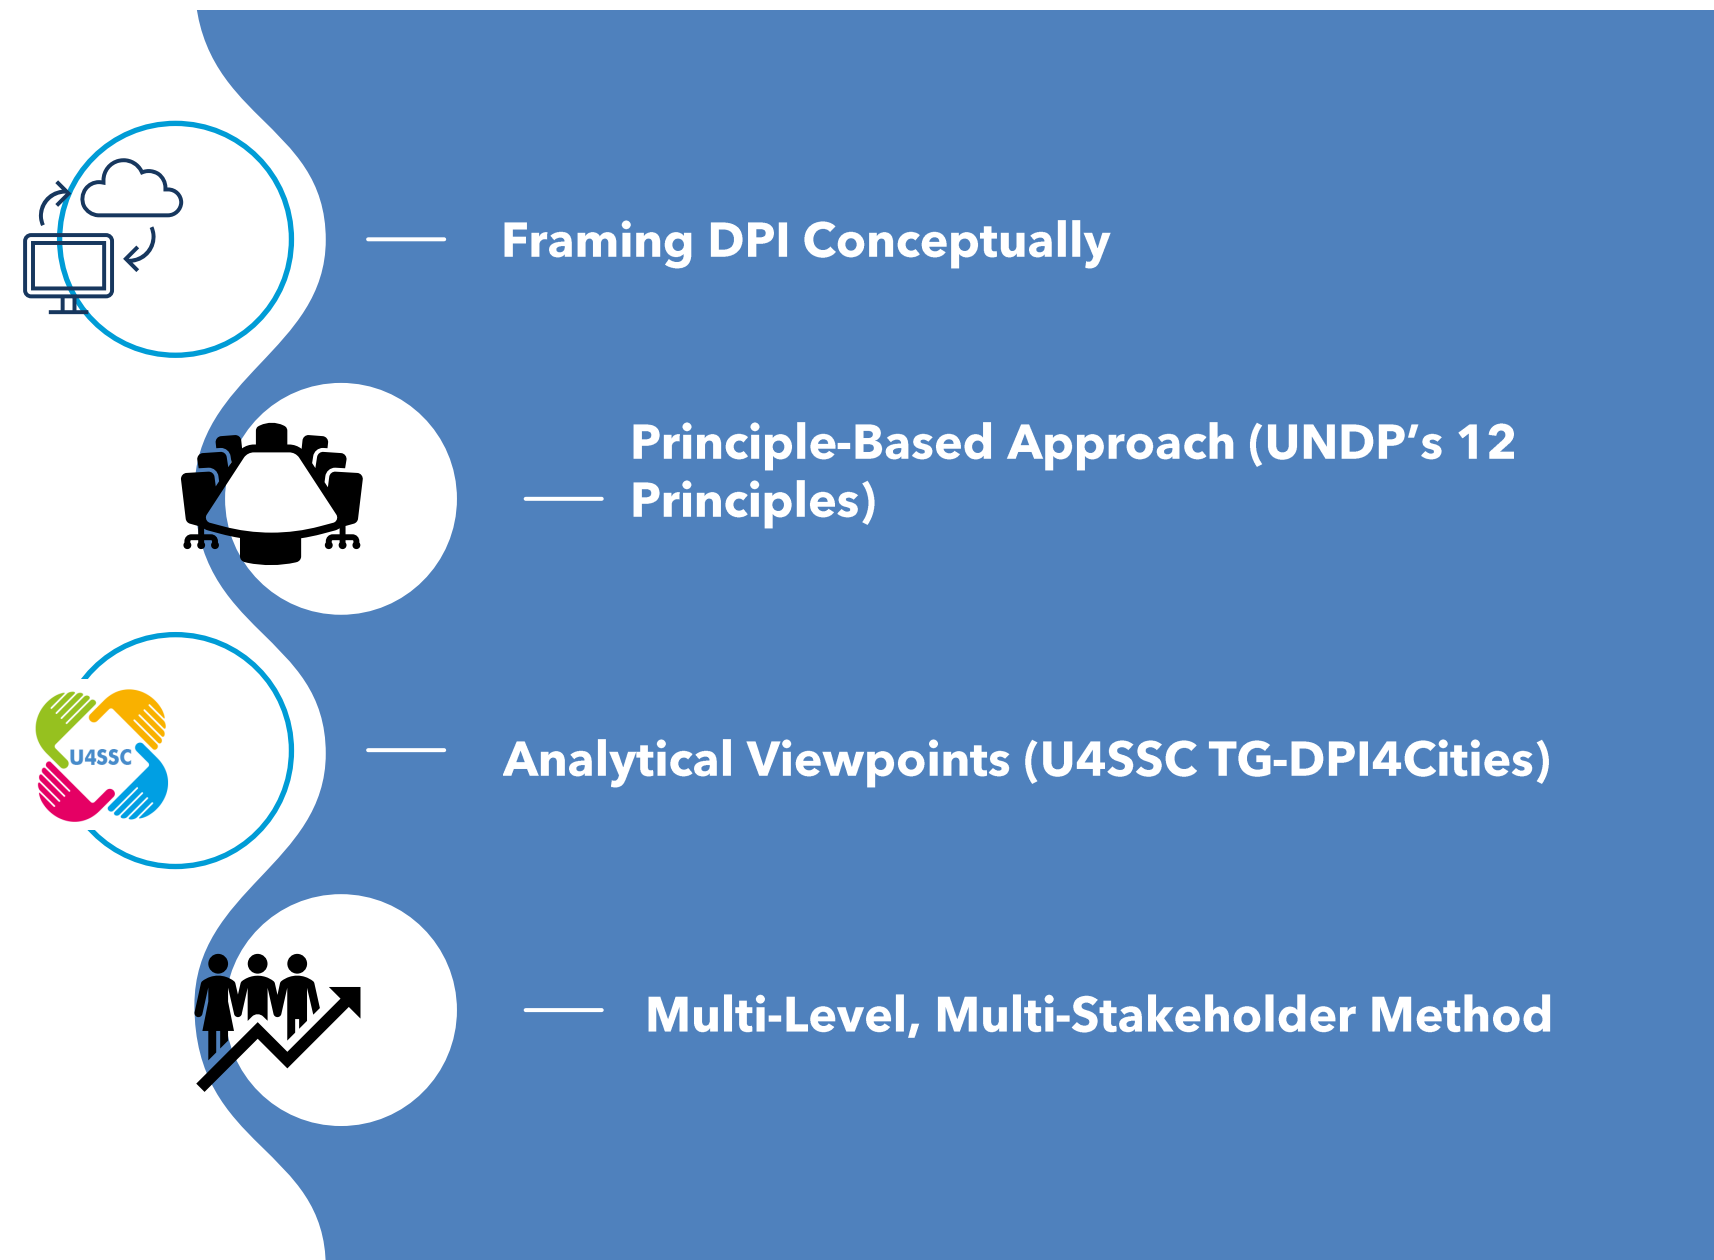 Framing DPI Conceptually
Principle-Based Approach (UNDP’s 12
Principles)
U4SSC
Analytical Viewpoints (U4SSC TG-DPI4Cities)
Multi-Level, Multi-Stakeholder Method